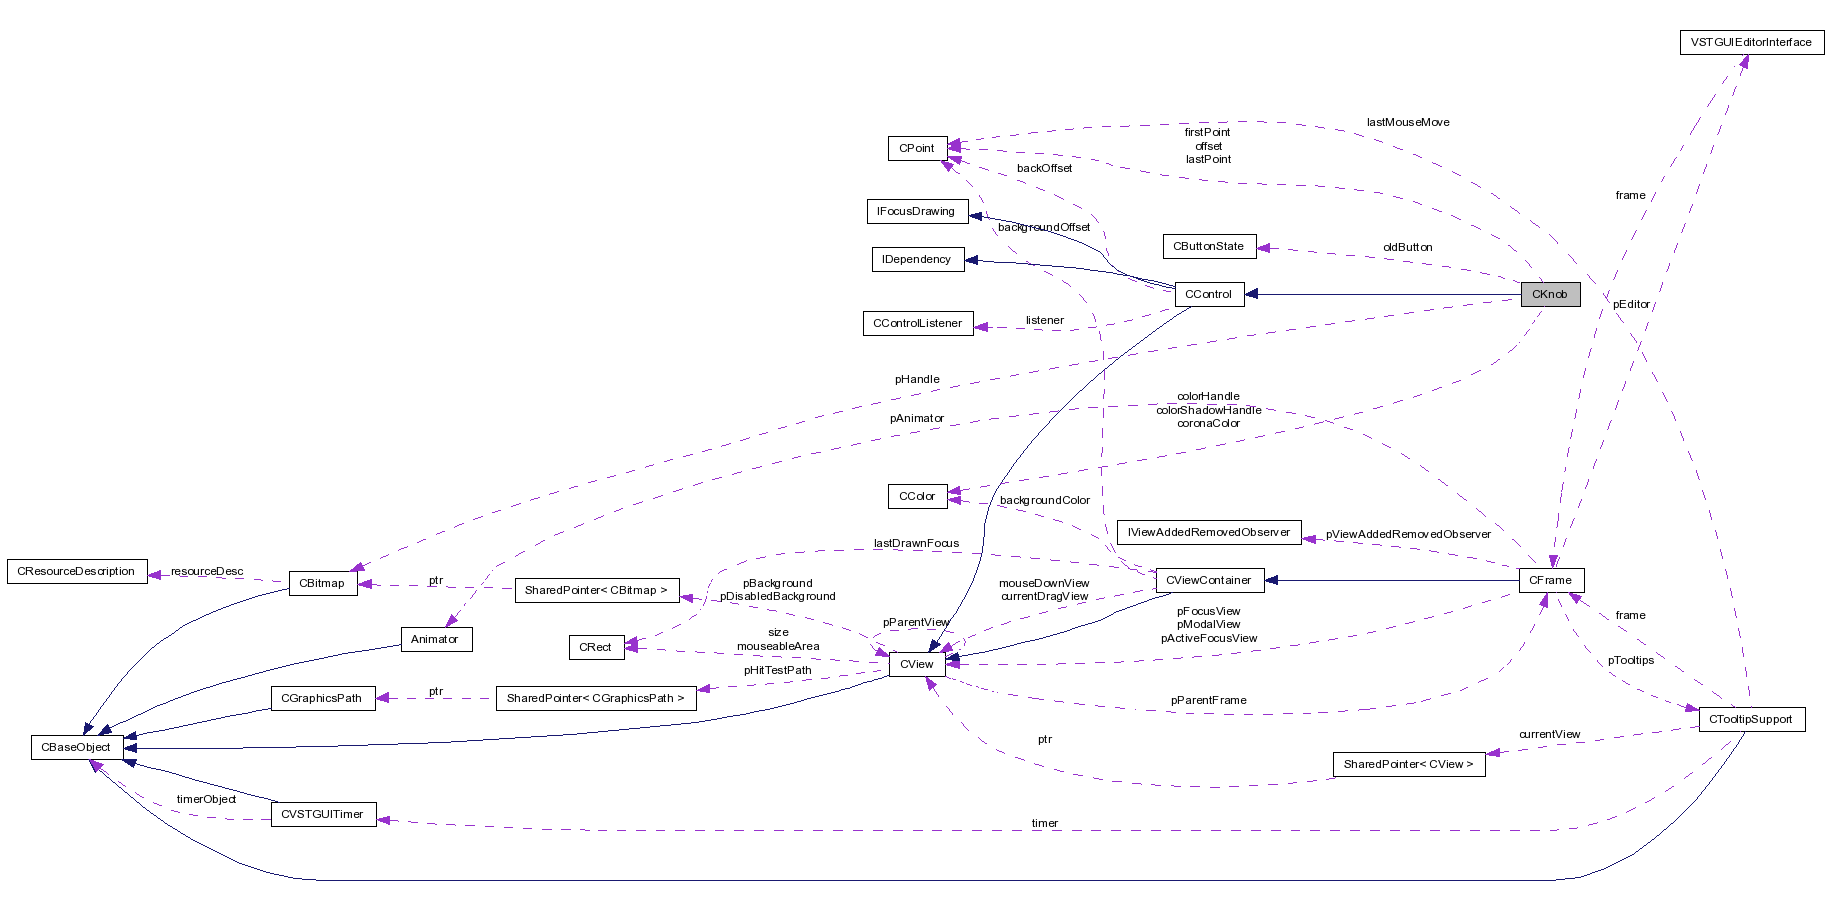 VSTGUIEditorInterface
lastMouseMove
firstPoint
offset
lastPoint
CPoint
backOffset
frame
IFocusDrawing
backgroundOffset
CButtonState
oldButton
IDependency
CControl
CKnob
pEditor
CControlListener
listener
pHandle
colorHandle
colorShadowHandle
coronaColor
pAnimator
CColor
backgroundColor
IViewAddedRemovedObserver
pViewAddedRemovedObserver
lastDrawnFocus
CResourceDescription
resourceDesc
CBitmap
ptr
SharedPointer< CBitmap >
pBackground
pDisabledBackground
mouseDownView
currentDragView
CViewContainer
CFrame
pFocusView
pModalView
pActiveFocusView
frame
pParentView
Animator
CRect
size
mouseableArea
CView
pTooltips
pHitTestPath
CGraphicsPath
ptr
SharedPointer< CGraphicsPath >
pParentFrame
CTooltipSupport
CBaseObject
ptr
currentView
SharedPointer< CView >
timerObject
CVSTGUITimer
timer